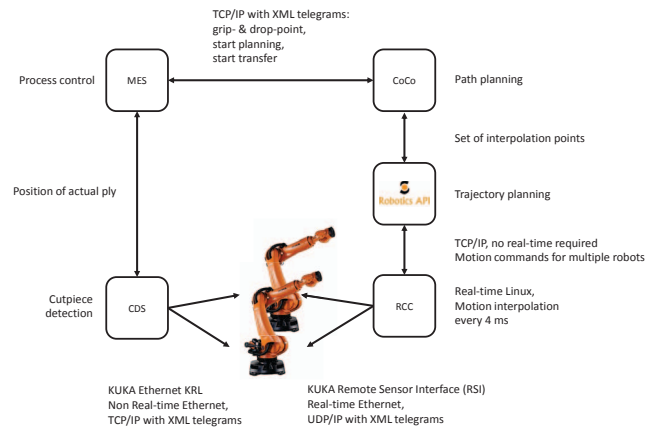 TCP/IP with XML telegrams:
grip- & drop-point,
start planning,
start transfer
Process control
MES
CoCo
Path planning
Set of interpolation points
Position of actual ply
Robotics API
Trajectory planning
TCP/IP, no real-time required
Motion commands for multiple robots
Cutpiece
detection
CDS
RCC
Real-time Linux,
Motion interpolation
every 4 ms
KUKA Ethernet KRL
Non Real-time Ethernet,
TCP/IP with XML telegrams
KUKA Remote Sensor Interface (RSI)
Real-time Ethernet,
UDP/IP with XML telegrams